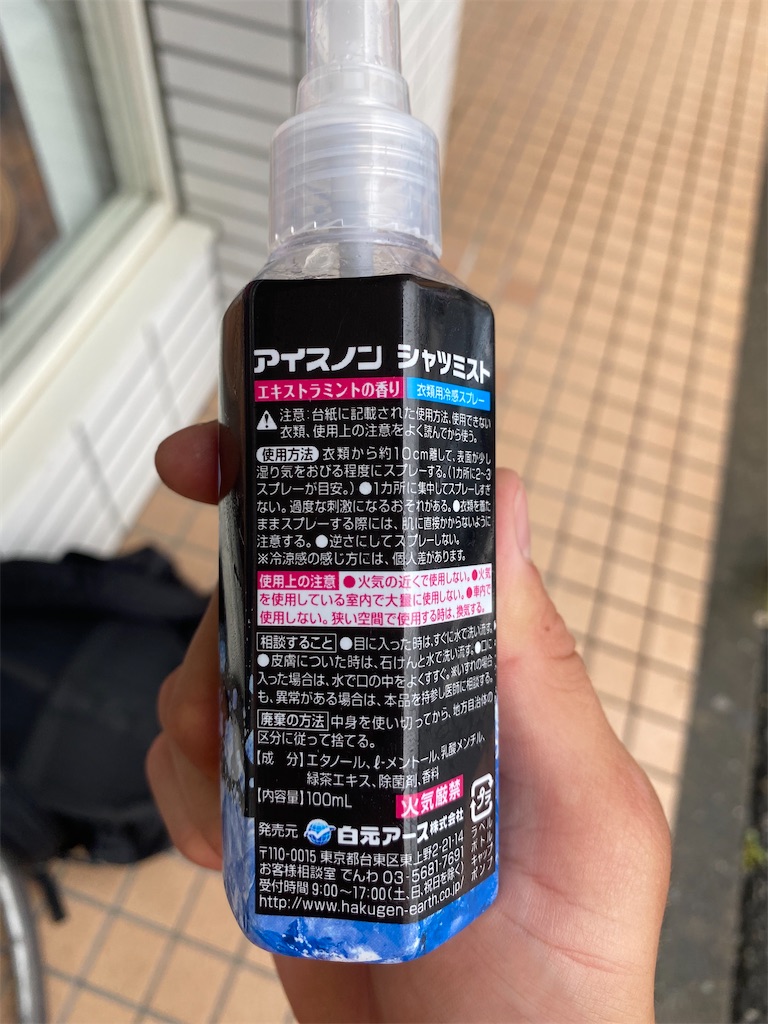 アイスノン シャツミスト
エキストラミントの香り 衣類用冷感スプレー
注意:台紙に記載された使用方法、使用できない
衣類、使用上の注意をよく読んでから使う。
使用方法 衣類から約10cm離して、表面が少し
湿り気をおびる程度にスプレーする。(1カ所に2〜3
スプレーが目安。)●1カ所に集中してスプレーしすぎ
ない。過度な刺激になるおそれがある。●衣類を着た
ままスプレーする際には、肌に直接かからないように
注意する。●逆さにしてスプレーしない。
※冷涼感の感じ方には、個人差があります。
使用上の注意 ●火気の近くで使用しない。●火気
を使用している室内で大量に使用しない。●車内で
使用しない。狭い空間で使用する時は、換気する。
相談すること ●目に入った時は、すぐに水で洗い流す。
●皮膚についた時は、石けんと水で洗い流す。●口に
入った場合は、水で口の中をよくすすぐ。※いずれの場合
も、異常がある場合は、本品を持参し医師に相談する。
廃棄の方法 中身を使い切ってから、地方自治体の
区分に従って捨てる。
【成 分】エタノール、ℓ-メントール、乳酸メンチル、
緑茶エキス、除菌剤、香料
【内容量】100mL 火気厳禁
発売元 白元アース株式会社
〒110-0015 東京都台東区東上野2-21-14
お客様相談室 でんわ 03-5681-7691
受付時間 9:00〜17:00(土、日、祝日を除く)
http://www.hakugen-earth.co.jp/
プラ
ラベル
ボトル
キャップ
ポンプ